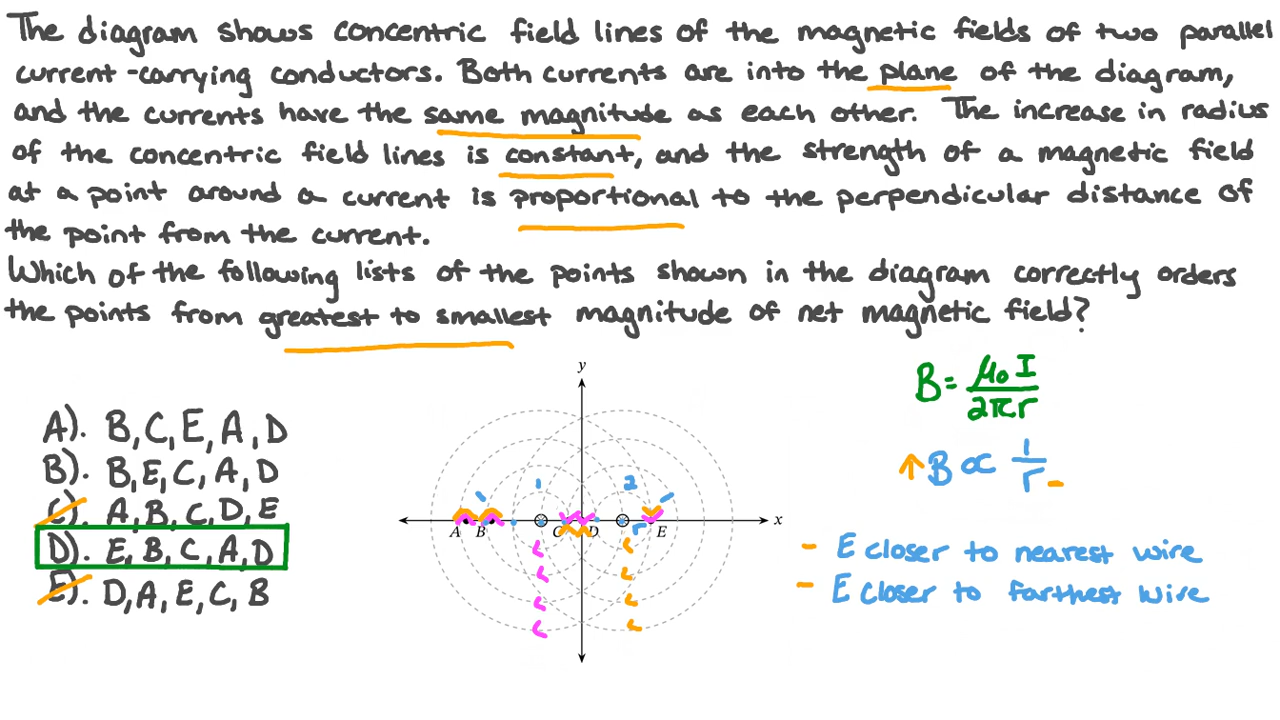 The diagram shows concentric field lines of the magnetic fields of two parallel
current-carrying conductors. Both currents are into the plane of the diagram,
and the currents have the same magnitude as each other. The increase in radius
of the concentric field lines is constant, and the strength of a magnetic field
at a point around a current is proportional to the perpendicular distance of
the point from the current.
Which of the following lists of the points shown in the diagram correctly orders
the points from greatest to smallest magnitude of net magnetic field?
A). B, C, E, A, D
B). B, E, C, A, D
C). A, B, C, D, E
D). E, B, C, A, D
E). D, A, E, C, B
y
1 2
A B C D E
x
B = μ₀ I / 2πr
↑ B ∝ 1 / r
- E closer to nearest wire
- E closer to farthest wire